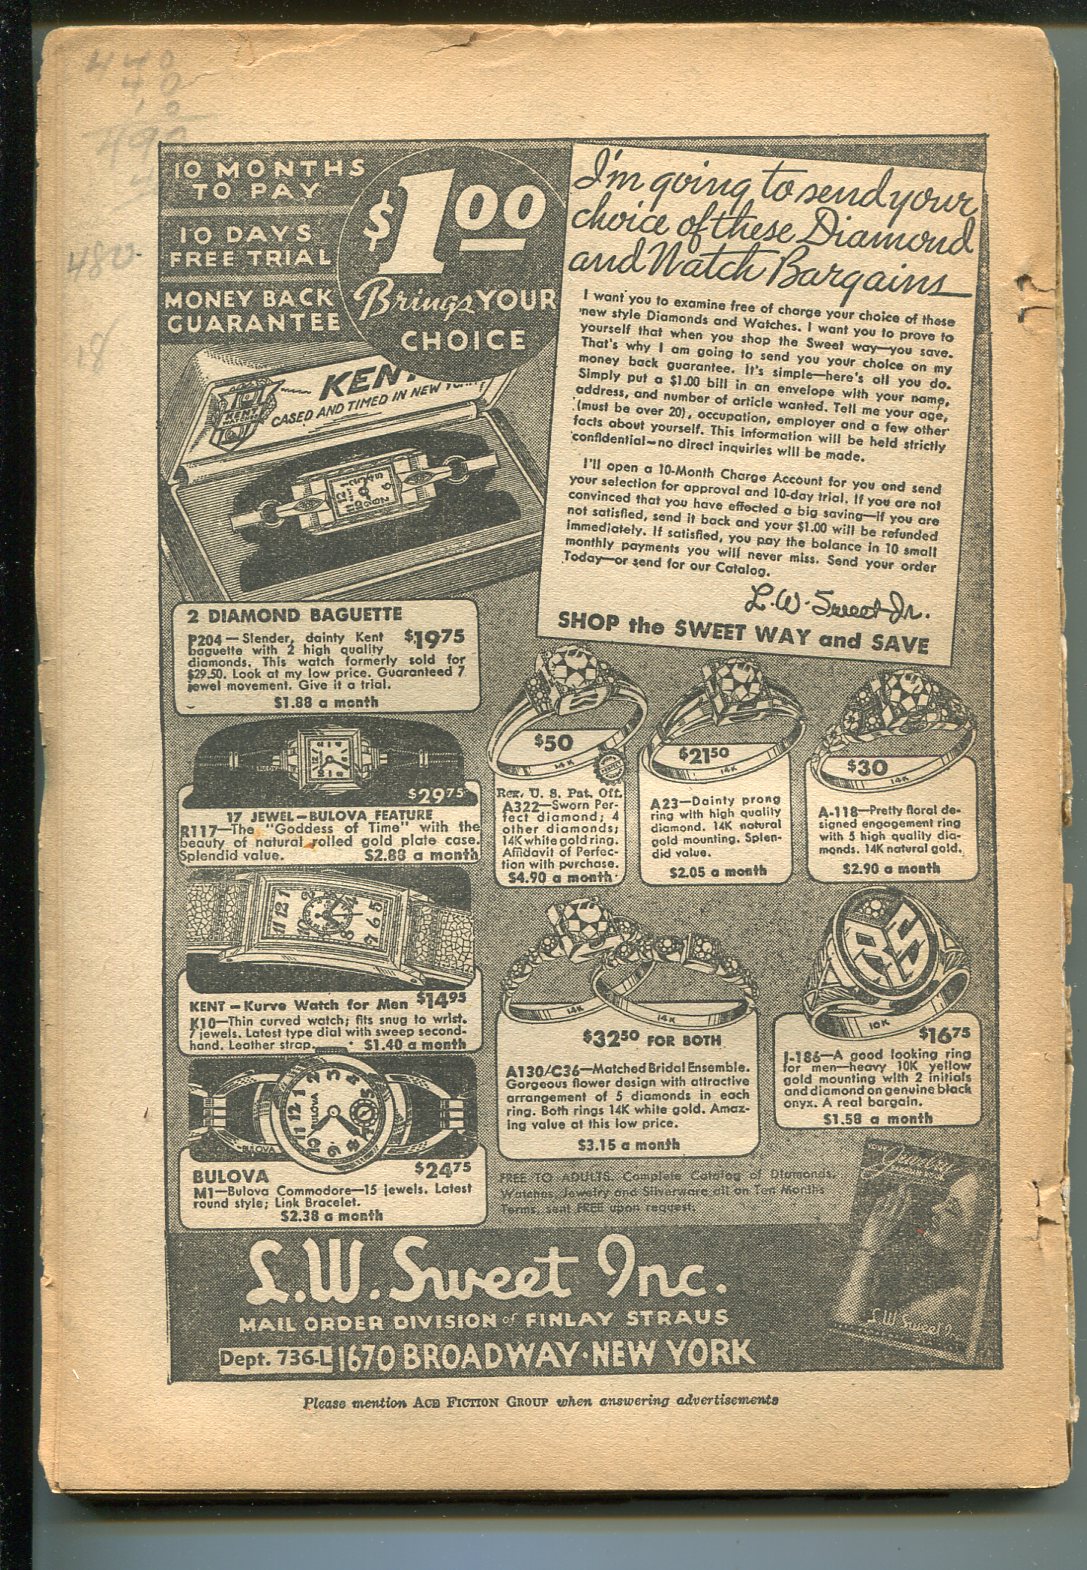 440
40
10
490
480
18
10 MONTHS
TO PAY
10 DAYS
FREE TRIAL
MONEY BACK
GUARANTEE
$1.00
Brings YOUR
CHOICE
I'm going to send your
choice of these Diamond
and Watch Bargains
I want you to examine free of charge your choice of these
new style Diamonds and Watches. I want you to prove to
yourself that when you shop the Sweet way—you save.
That's why I am going to send you your choice on my
money back guarantee. It's simple—here's all you do.
Simply put a $1.00 bill in an envelope with your name,
address, and number of article wanted. Tell me your age,
(must be over 20), occupation, employer and a few other
facts about yourself. This information will be held strictly
confidential—no direct inquiries will be made.
I'll open a 10-Month Charge Account for you and send
your selection for approval and 10-day trial. If you are not
convinced that you have effected a big saving—if you are
not satisfied, send it back and your $1.00 will be refunded
immediately. If satisfied, you pay the balance in 10 small
monthly payments you will never miss. Send your order
Today—or send for our Catalog.
L.W. Sweet Jr.
SHOP the SWEET WAY and SAVE
KENT
CASED AND TIMED IN NEW
KENT
2 DIAMOND BAGUETTE
P204—Slender, dainty Kent $19.75
baguette with 2 high quality
diamonds. This watch formerly sold for
$29.50. Look at my low price. Guaranteed 7
jewel movement. Give it a trial.
$1.88 a month
$29.75
17 JEWEL—BULOVA FEATURE
R117—The "Goddess of Time" with the
beauty of natural rolled gold plate case.
Splendid value. $2.88 a month
KENT—Kurve Watch for Men $14.95
K10—Thin curved watch; fits snug to wrist.
7 jewels. Latest type dial with sweep second-
hand. Leather strap. $1.40 a month
BULOVA
BULOVA $24.75
M1—Bulova Commodore—15 jewels. Latest
round style; Link Bracelet.
$2.38 a month
$50
14K
Reg. U. S. Pat. Off.
A322—Sworn Per-
fect diamond; 4
other diamonds;
14K white gold ring.
Affidavit of Perfec-
tion with purchase.
$4.90 a month
$21.50
14K
A23—Dainty prong
ring with high quality
diamond. 14K natural
gold mounting. Splen-
did value.
$2.05 a month
$30
14K
A-118—Pretty floral de-
signed engagement ring
with 5 high quality dia-
monds. 14K natural gold.
$2.90 a month
14K
14K
$32.50 FOR BOTH
A130/C36—Matched Bridal Ensemble.
Gorgeous flower design with attractive
arrangement of 5 diamonds in each
ring. Both rings 14K white gold. Amaz-
ing value at this low price.
$3.15 a month
RS
10K
$16.75
J-186—A good looking ring
for men—heavy 10K yellow
gold mounting with 2 initials
and diamond on genuine black
onyx. A real bargain.
$1.58 a month
FREE TO ADULTS. Complete Catalog of Diamonds,
Watches, Jewelry and Silverware, all on Ten Months
Terms, sent FREE upon request.
Jewelry
L.W. Sweet Inc.
L.W. Sweet Inc.
MAIL ORDER DIVISION of FINLAY STRAUS
Dept. 736-L 1670 BROADWAY · NEW YORK
Please mention ACE FICTION GROUP when answering advertisements